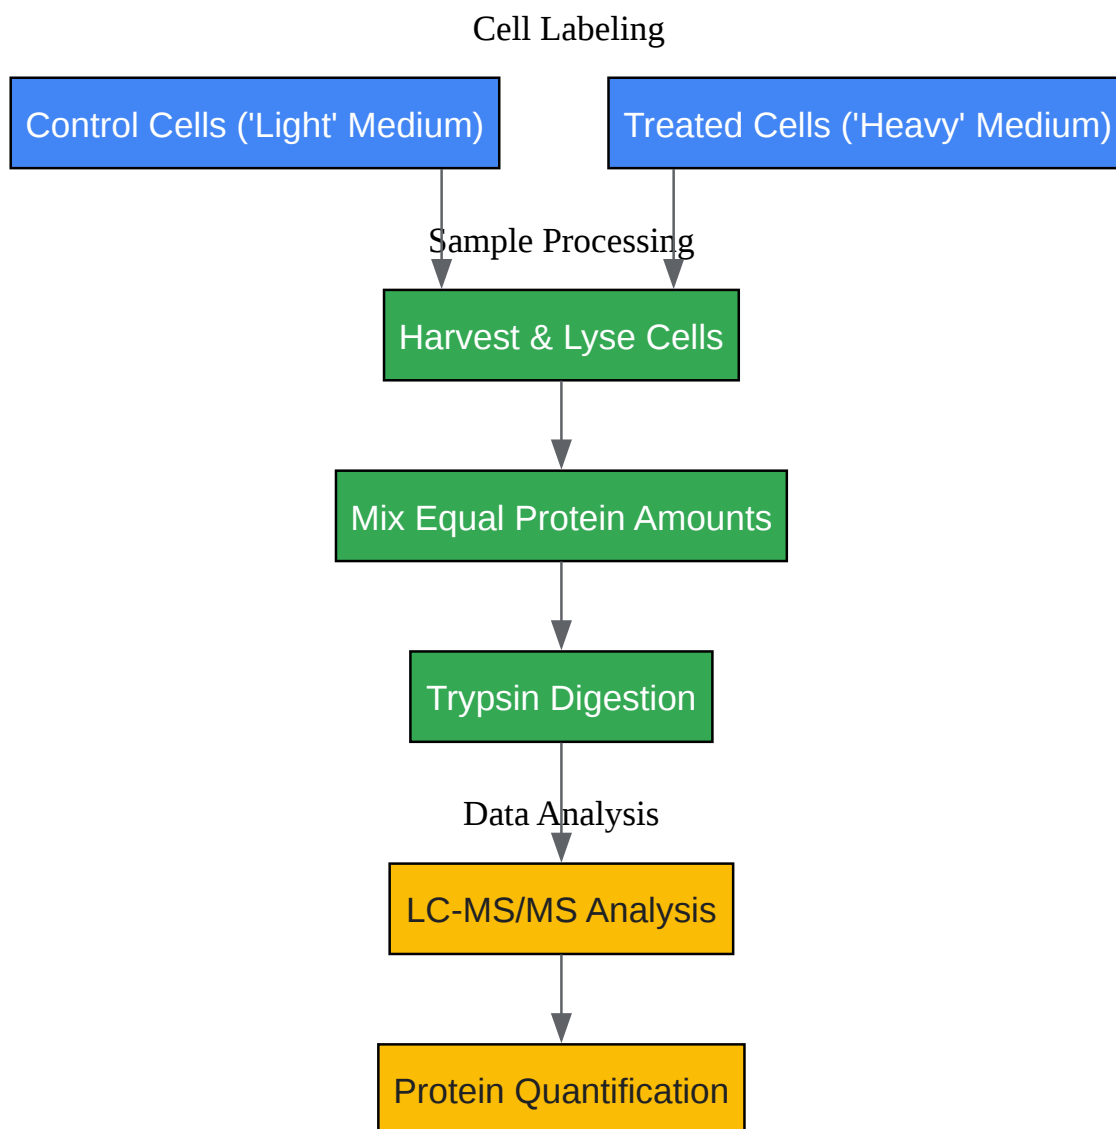 Cell Labeling
Control Cells ('Light' Medium)
Treated Cells ('Heavy' Medium)
Sample Processing
Harvest & Lyse Cells
Mix Equal Protein Amounts
Trypsin Digestion
Data Analysis
LC-MS/MS Analysis
Protein Quantification